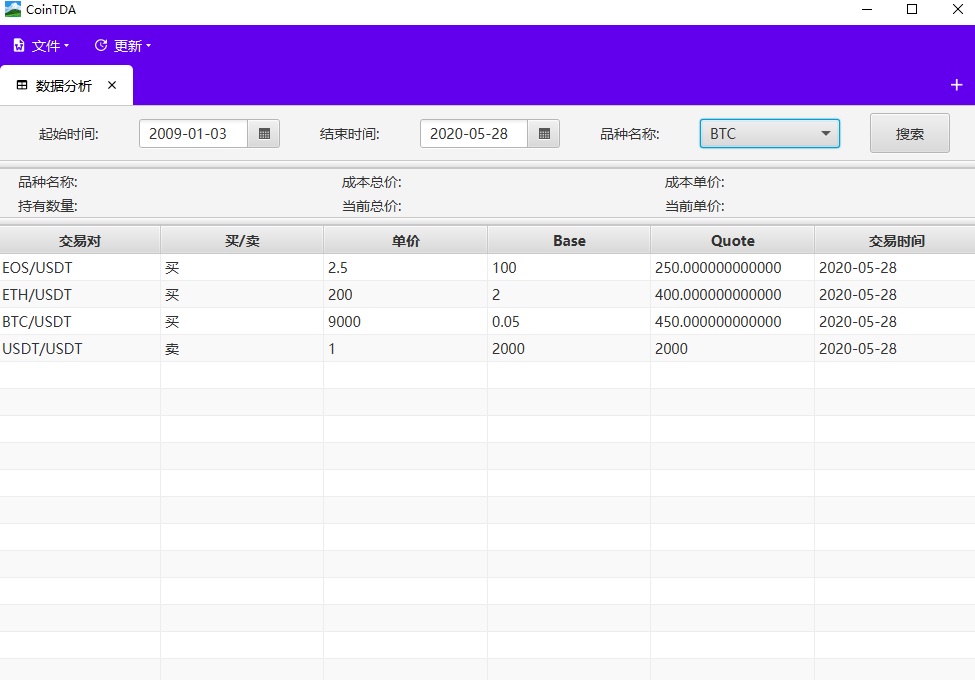 CoinTDA
文件 更新
数据分析
起始时间: 2009-01-03 结束时间: 2020-05-28 品种名称: BTC 搜索
品种名称: 成本总价: 成本单价:
持有数量: 当前总价: 当前单价:
交易对 买/卖 单价 Base Quote 交易时间
EOS/USDT 买 2.5 100 250.000000000000 2020-05-28
ETH/USDT 买 200 2 400.000000000000 2020-05-28
BTC/USDT 买 9000 0.05 450.000000000000 2020-05-28
USDT/USDT 卖 1 2000 2000 2020-05-28